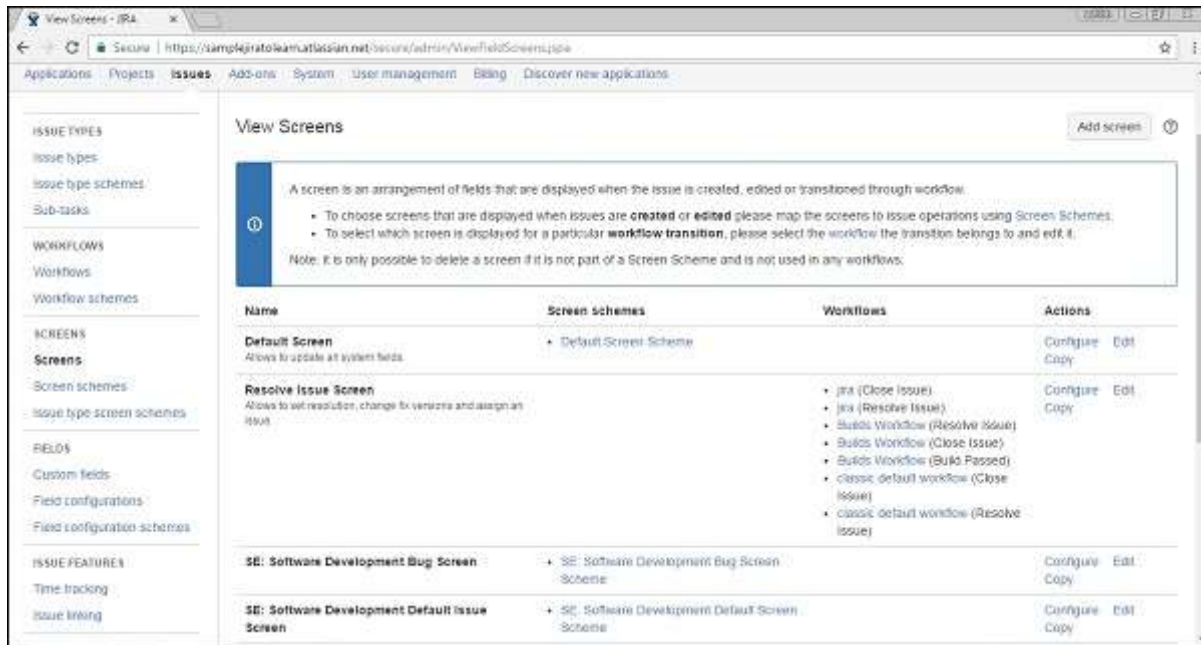 View Screens - JIRA
Secure | https://samplejiratolearn.atlassian.net/secure/admin/ViewFieldScreens.jspa
Applications Projects Issues Add-ons System User management Billing Discover new applications
ISSUE TYPES
Issue types
Issue type schemes
Sub-tasks
WORKFLOWS
Workflows
Workflow schemes
SCREENS
Screens
Screen schemes
Issue type screen schemes
FIELDS
Custom fields
Field configurations
Field configuration schemes
ISSUE FEATURES
Time tracking
Issue linking
View Screens
Add screen
A screen is an arrangement of fields that are displayed when the issue is created, edited or transitioned through workflow.
• To choose screens that are displayed when issues are created or edited please map the screens to issue operations using Screen Schemes.
• To select which screen is displayed for a particular workflow transition, please select the workflow the transition belongs to and edit it.
Note: it is only possible to delete a screen if it is not part of a Screen Scheme and is not used in any workflows.
Name Screen schemes Workflows Actions
Default Screen • Default Screen Scheme Configure Edit
Allows to update all system fields. Copy
Resolve Issue Screen • jira (Close Issue) Configure Edit
Allows to set resolution, change fix versions and assign an • jira (Resolve Issue) Copy
issue. • Builds Workflow (Resolve Issue)
• Builds Workflow (Close Issue)
• Builds Workflow (Build Passed)
• classic default workflow (Close
Issue)
• classic default workflow (Resolve
Issue)
SE: Software Development Bug Screen • SE: Software Development Bug Screen Configure Edit
Scheme Copy
SE: Software Development Default Issue • SE: Software Development Default Screen Configure Edit
Screen Scheme Copy